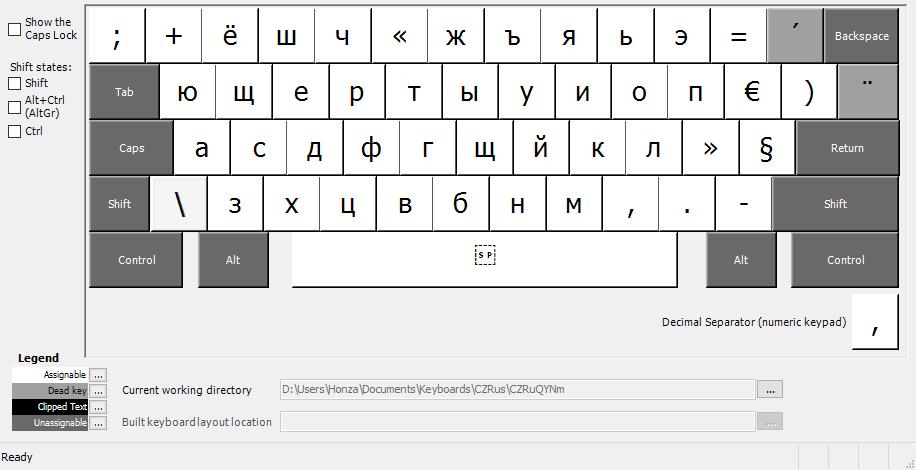 Show the
Caps Lock
Shift states:
Shift
Alt+Ctrl
(AltGr)
Ctrl
; + ё ш ч « ж ъ я ь э = ´ Backspace
Tab ю щ е р т ы у и о п € ) ¨
Caps а с д ф г щ й к л » § Return
Shift \ з х ц в б н м , . - Shift
Control Alt SP Alt Control
Decimal Separator (numeric keypad) ,
Legend
Assignable ...
Dead key ... Current working directory D:\Users\Honza\Documents\Keyboards\CZRus\CZRuQYNm ...
Clipped Text ...
Unassignable ... Built keyboard layout location ...
Ready